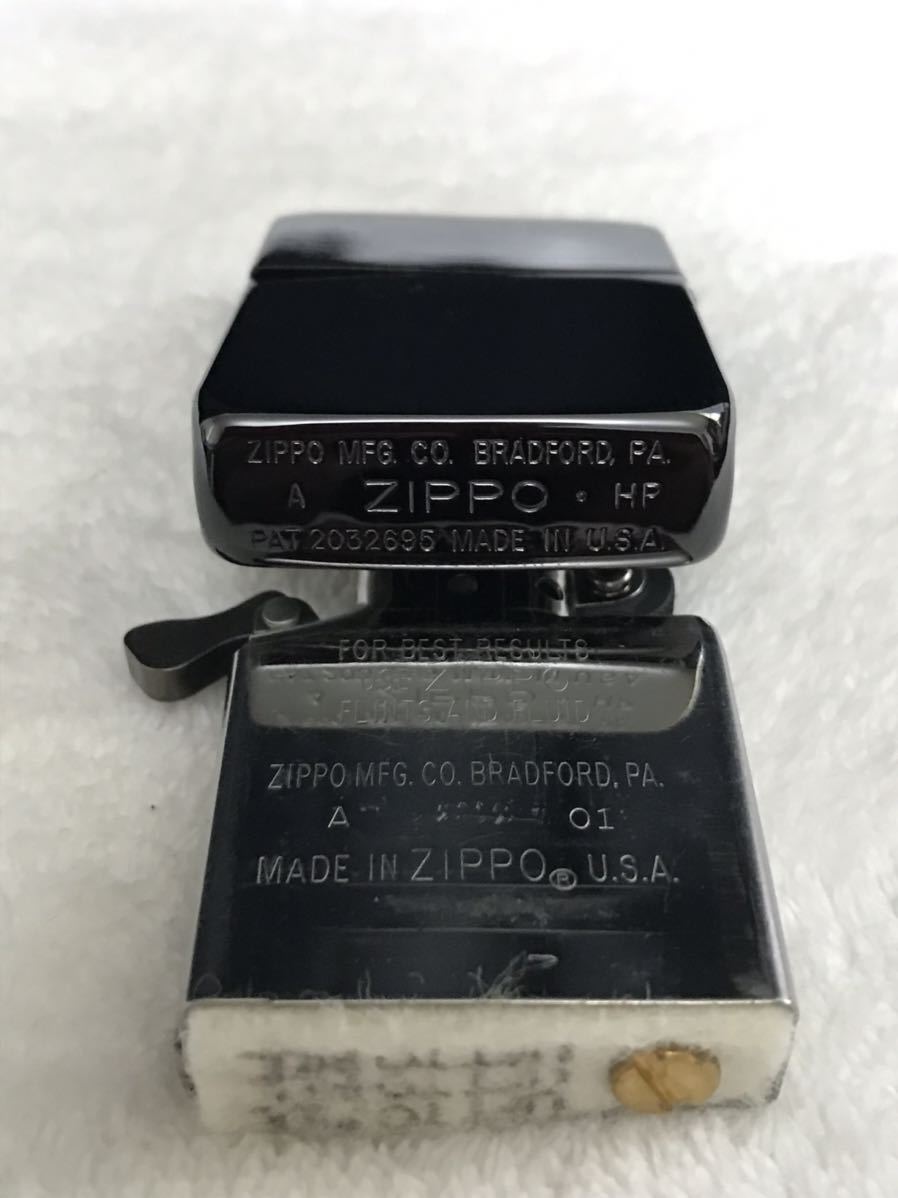 ZIPPO MFG. CO. BRADFORD, PA.
A ZIPPO • HP
PAT. 2032695 MADE IN U.S.A.
FOR BEST RESULTS
FLINTS AND FLUID
ZIPPO MFG. CO. BRADFORD, PA.
A 01
MADE IN ZIPPO® U.S.A.